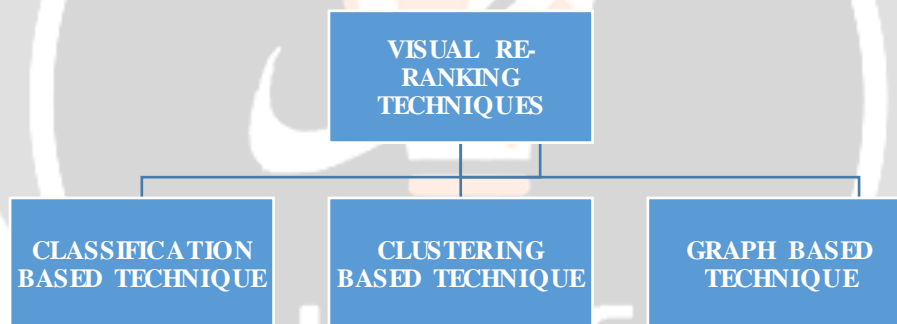 VISUAL RE-
RANKING
TECHNIQUES
CLASSIFICATION
BASED TECHNIQUE
CLUSTERING
BASED TECHNIQUE
GRAPH BASED
TECHNIQUE